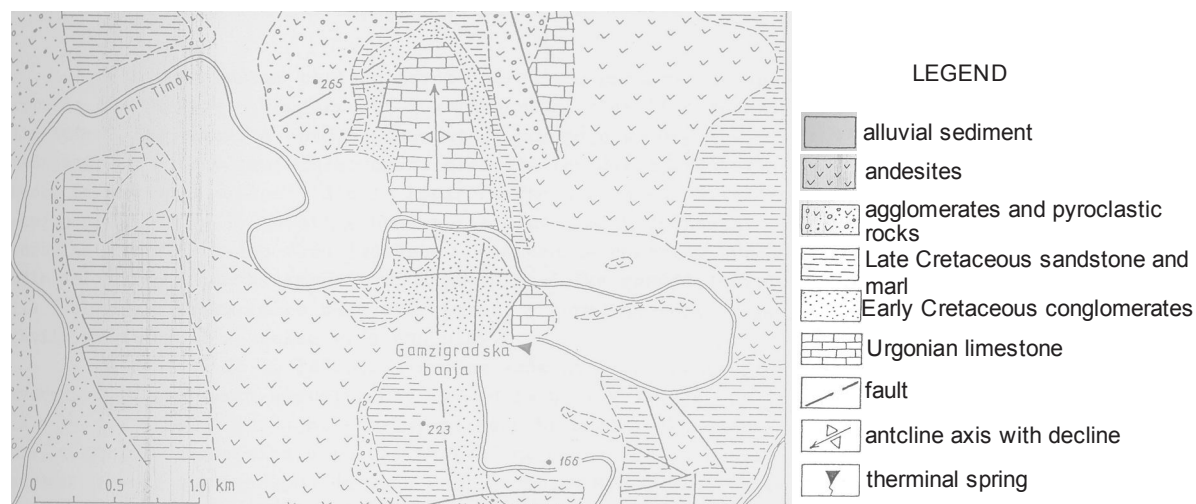 Crni Timok
265
Gamzigradska
banja
223
166
0 0.5 1.0 km
LEGEND
alluvial sediment
andesites
agglomerates and pyroclastic
rocks
Late Cretaceous sandstone and
marl
Early Cretaceous conglomerates
Urgonian limestone
fault
antcline axis with decline
therminal spring